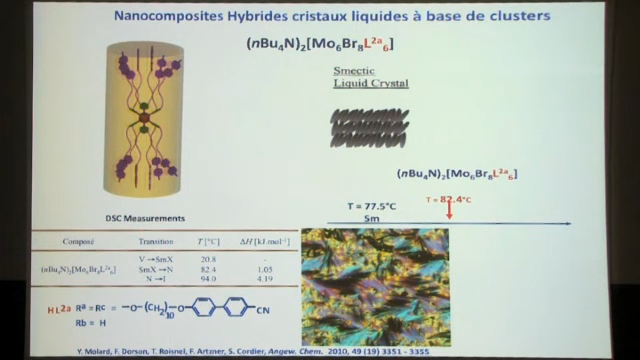 Nanocomposites Hybrides cristaux liquides à base de clusters
(nBu4N)2[Mo6Br8L2a6]
Smectic
Liquid Crystal
(nBu4N)2[Mo6Br8L2a6]
T = 82.4°C
T = 77.5°C
Sm
DSC Measurements
Composé Transition T [°C] ΔH [kJ.mol-1]
V→SmX 20.8 -
(nBu4N)2[Mo6Br8L2a6] SmX→N 82.4 1.05
N→I 94.0 4.19
HL2a Ra = Rc = —O-(CH2)10-O- -CN
Rb = H
Y. Molard, F. Dorson, T. Roisnel, F. Artzner, S. Cordier, Angew. Chem. 2010, 49 (19) 3351 - 3355